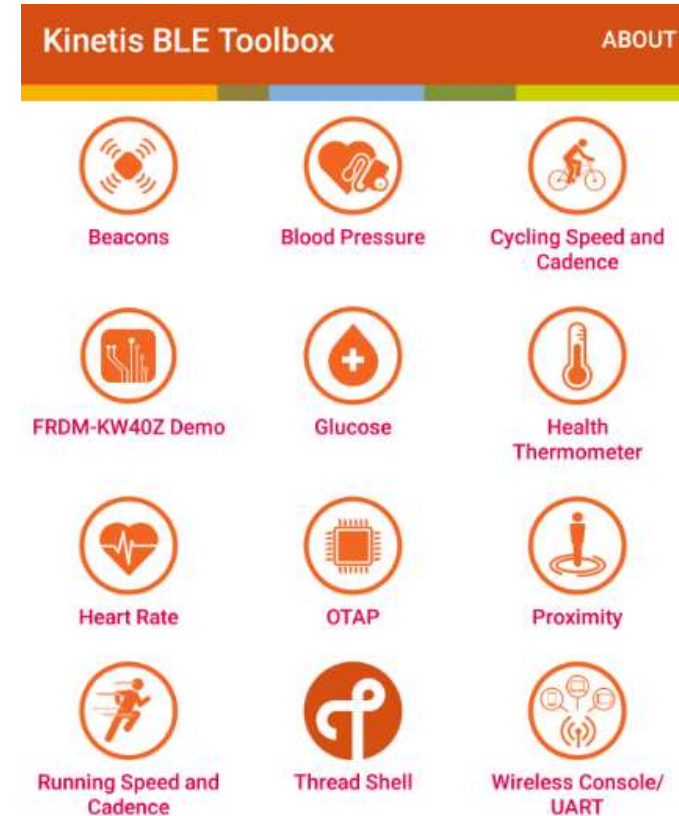 Kinetis BLE Toolbox
ABOUT
Beacons
Blood Pressure
Cycling Speed and
Cadence
FRDM-KW40Z Demo
Glucose
Health
Thermometer
Heart Rate
OTAP
Proximity
Running Speed and
Cadence
Thread Shell
Wireless Console/
UART